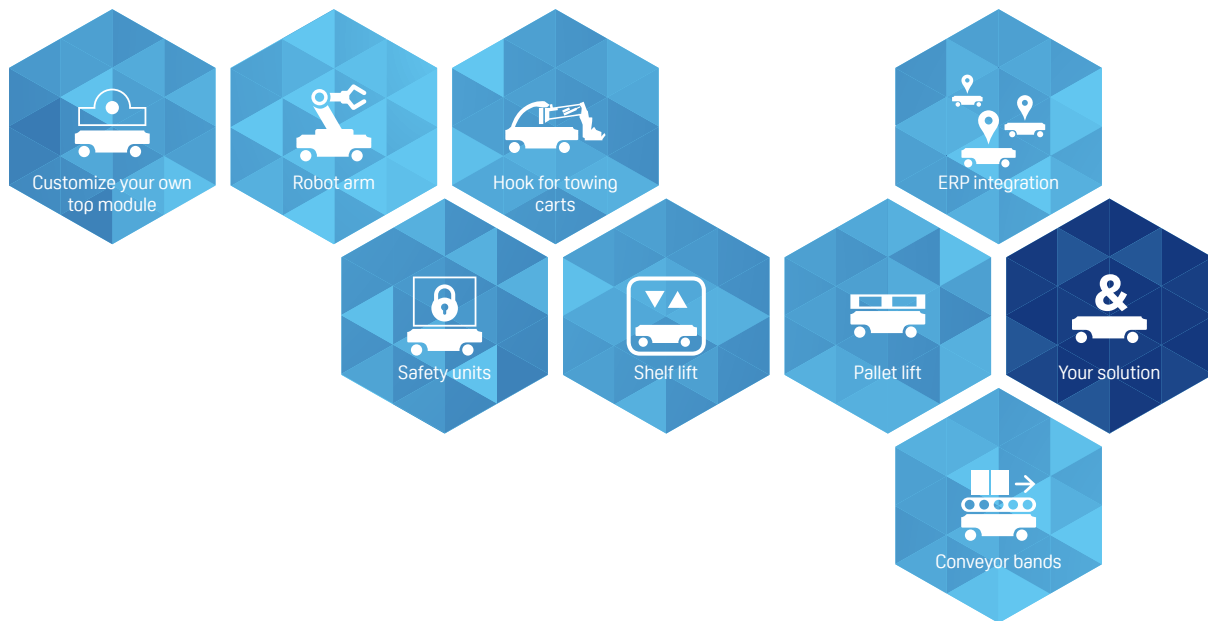 Customize your own
top module
Robot arm
Hook for towing
carts
ERP integration
Safety units
Shelf lift
Pallet lift
&
Your solution
Conveyor bands